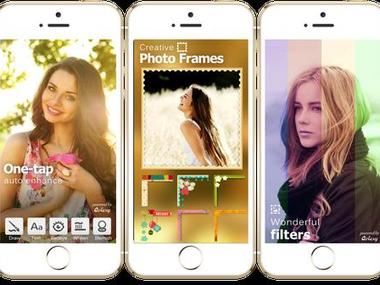 One-tap
auto enhance
powered by
Aviary
Draw
Text
Redeye
Whiten
Blemish
Creative
Photo Frames
Wonderful
filters
powered by
Aviary